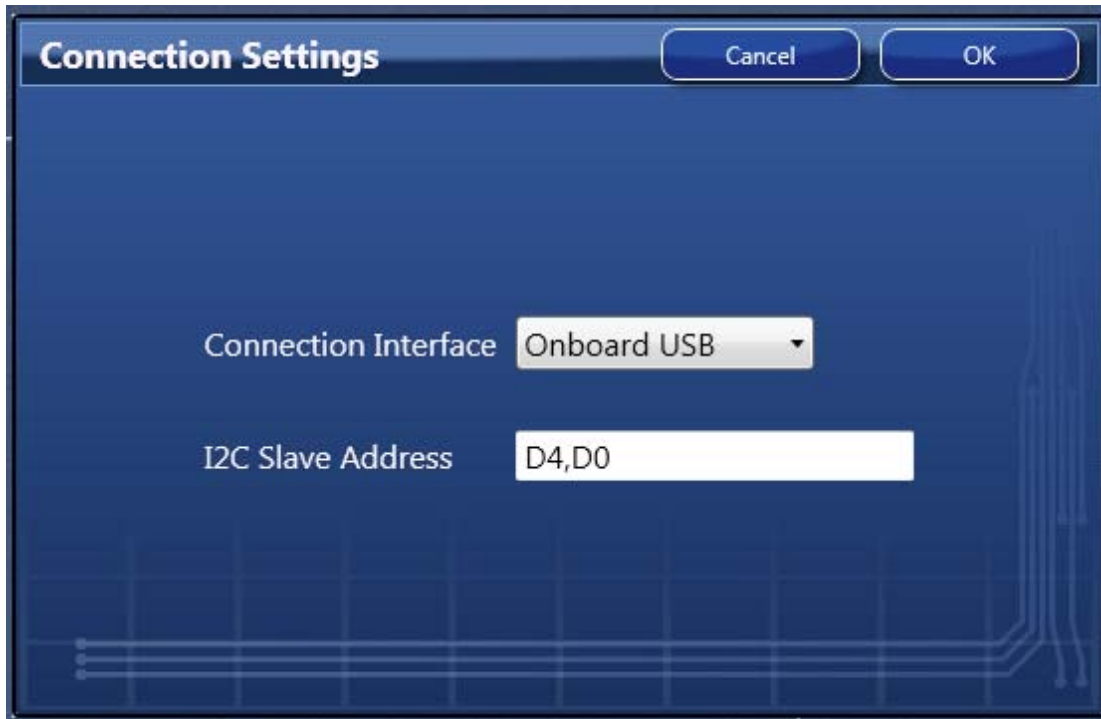 Connection Settings Cancel OK
Connection Interface Onboard USB
I2C Slave Address D4,D0